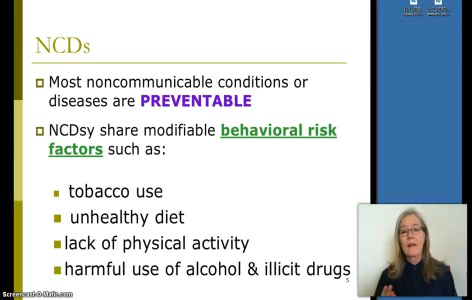 NCDs
Most noncommunicable conditions or
diseases are PREVENTABLE
NCDsy share modifiable behavioral risk
factors such as:
tobacco use
unhealthy diet
lack of physical activity
harmful use of alcohol & illicit drugs
5
Screencast-O-Matic.com